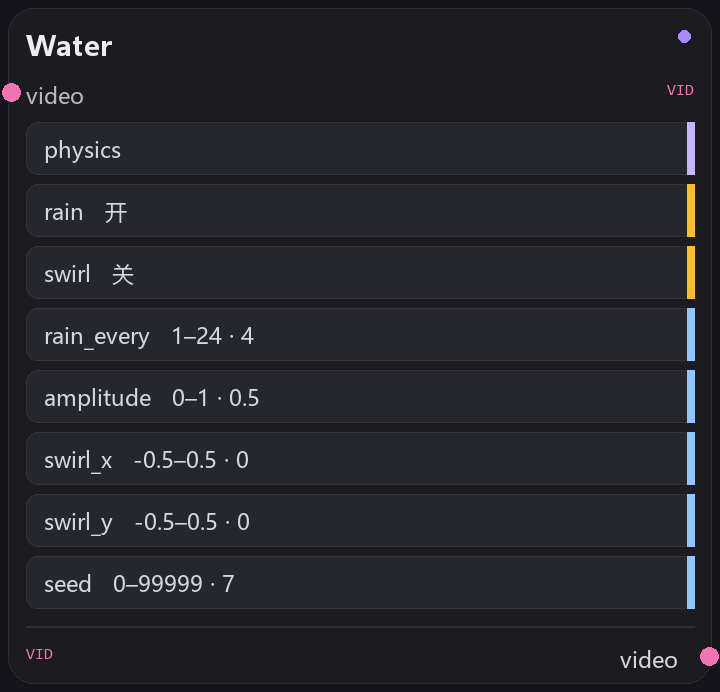 Water
video VID
physics
rain 开
swirl 关
rain_every 1–24 · 4
amplitude 0–1 · 0.5
swirl_x -0.5–0.5 · 0
swirl_y -0.5–0.5 · 0
seed 0–99999 · 7
VID video